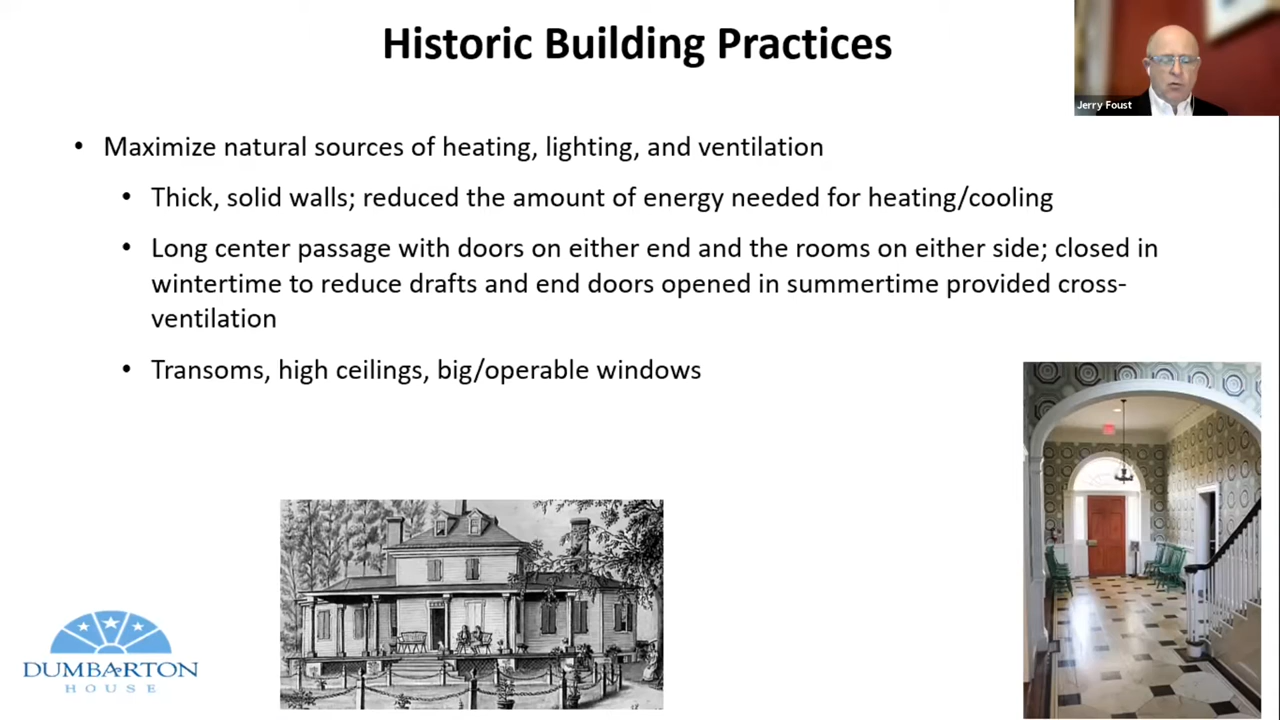 Historic Building Practices
Jerry Foust
• Maximize natural sources of heating, lighting, and ventilation
• Thick, solid walls; reduced the amount of energy needed for heating/cooling
• Long center passage with doors on either end and the rooms on either side; closed in
wintertime to reduce drafts and end doors opened in summertime provided cross-
ventilation
• Transoms, high ceilings, big/operable windows
DUMBARTON
HOUSE